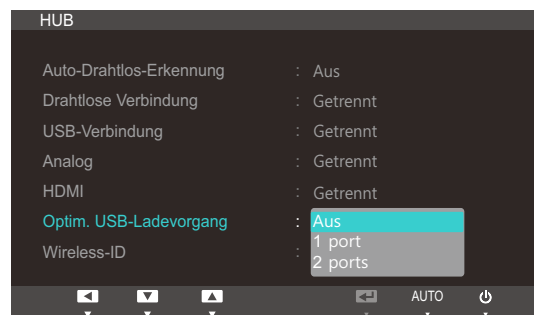 HUB
Auto-Drahtlos-Erkennung : Aus
Drahtlose Verbindung : Getrennt
USB-Verbindung : Getrennt
Analog : Getrennt
HDMI : Getrennt
Optim. USB-Ladevorgang : Aus
1 port
Wireless-ID :
2 ports
AUTO